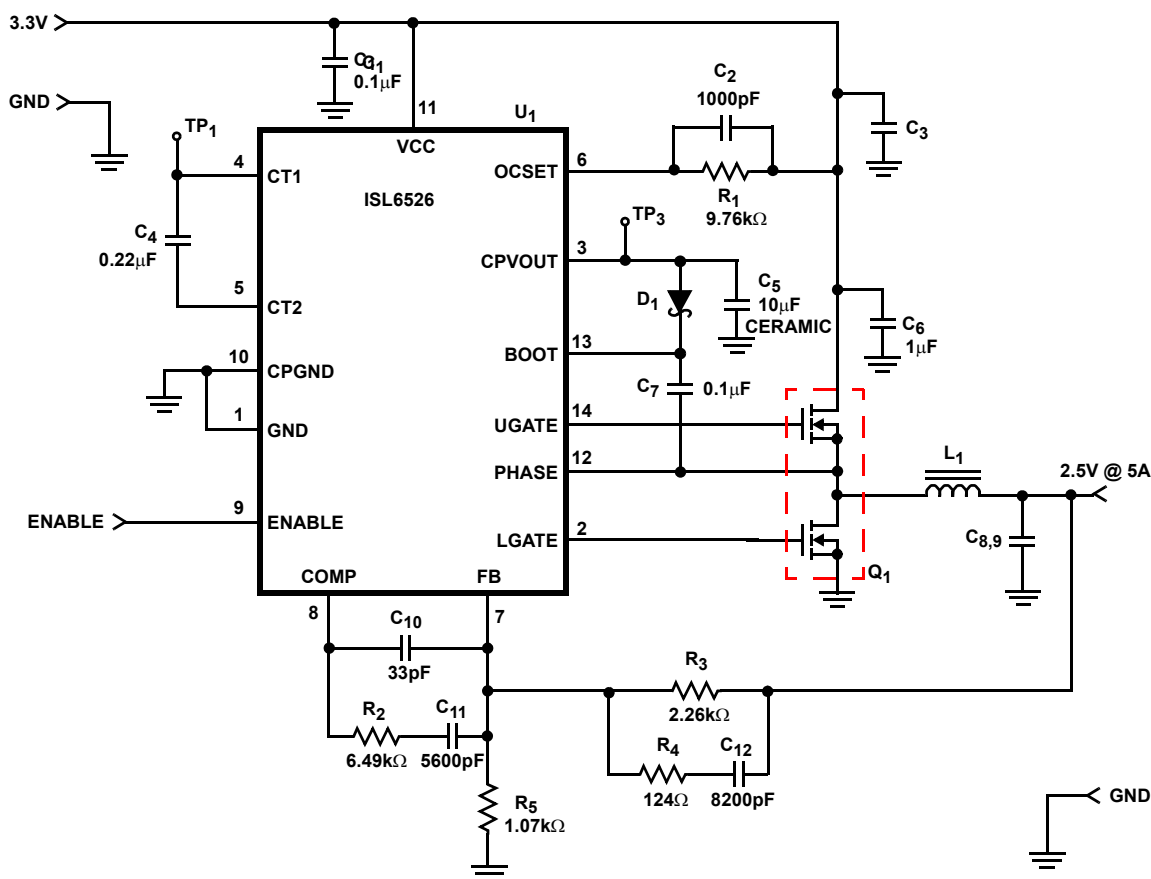 3.3V
GND
C1
0.1μF
11
U1
VCC
ISL6526
TP1
4
CT1
C4
0.22μF
5
CT2
10
CPGND
1
GND
ENABLE
9
ENABLE
OCSET
6
C2
1000pF
R1
9.76kΩ
C3
TP3
CPVOUT
3
D1
C5
10μF
CERAMIC
C6
1μF
BOOT
13
C7
0.1μF
UGATE
14
PHASE
12
LGATE
2
Q1
L1
2.5V @ 5A
C8,9
COMP
FB
8
7
C10
33pF
R2
6.49kΩ
C11
5600pF
R3
2.26kΩ
R4
124Ω
C12
8200pF
R5
1.07kΩ
GND